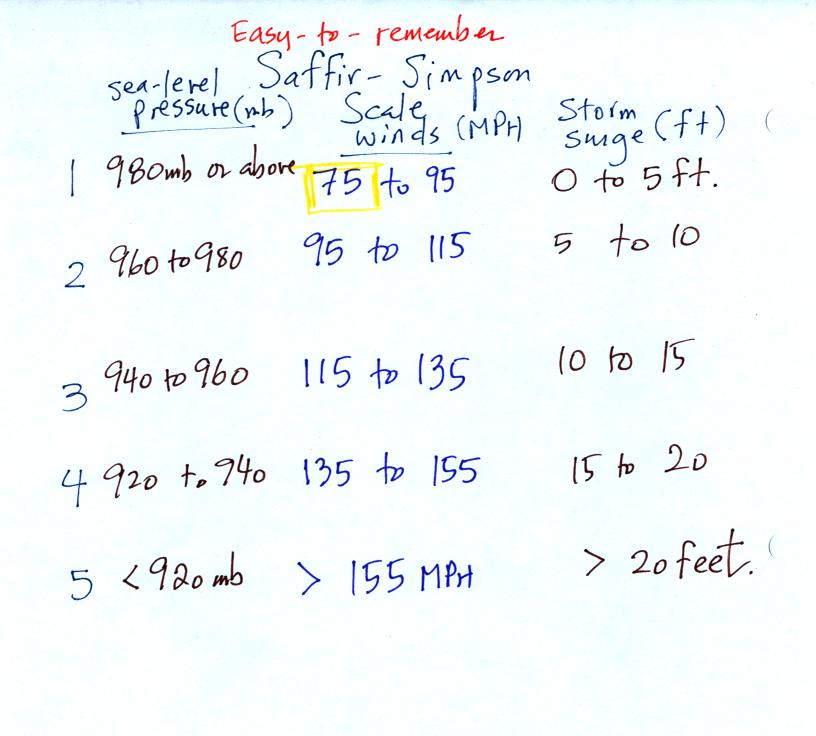 Easy-to-remember
Saffir-Simpson
sea-level pressure (mb) Scale winds (MPH) Storm surge (ft)
1 980mb or above 75 to 95 0 to 5 ft.
2 960 to 980 95 to 115 5 to 10
3 940 to 960 115 to 135 10 to 15
4 920 to 940 135 to 155 15 to 20
5 <920 mb > 155 MPH > 20 feet.